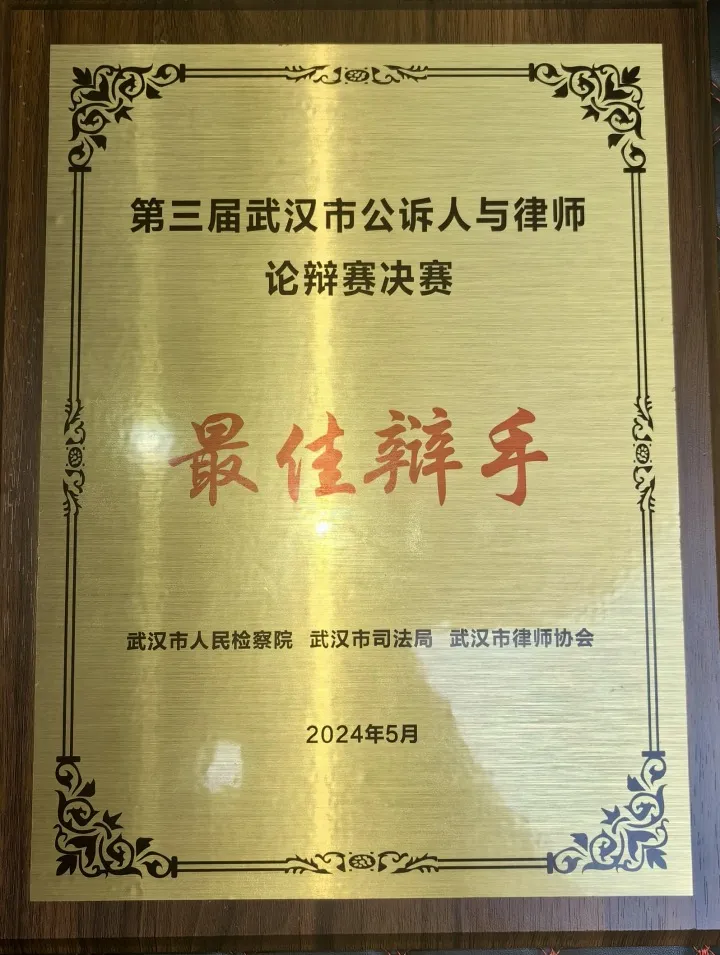 第三届武汉市公诉人与律师
论辩赛决赛
最佳辩手
武汉市人民检察院 武汉市司法局 武汉市律师协会
2024年5月